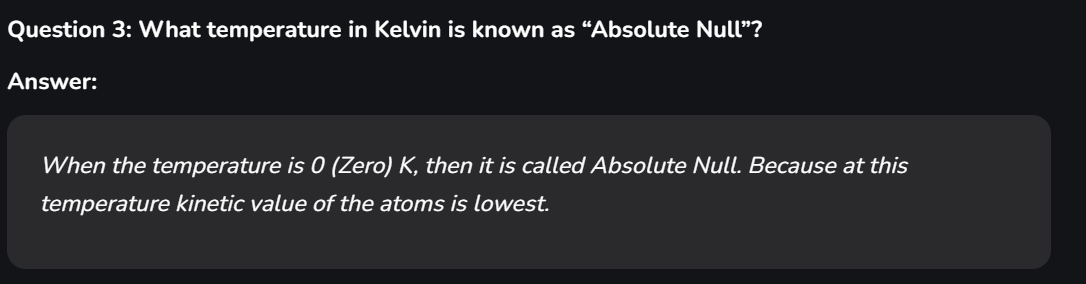 Question 3: What temperature in Kelvin is known as “Absolute Null”?
Answer:
When the temperature is 0 (Zero) K, then it is called Absolute Null. Because at this
temperature kinetic value of the atoms is lowest.